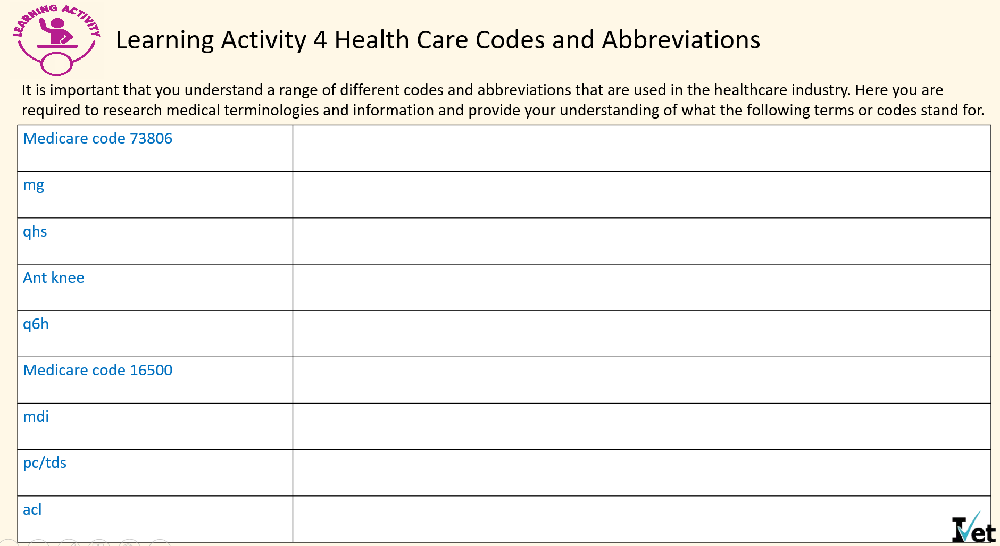 LEARNING ACTIVITY
Learning Activity 4 Health Care Codes and Abbreviations
It is important that you understand a range of different codes and abbreviations that are used in the healthcare industry. Here you are
required to research medical terminologies and information and provide your understanding of what the following terms or codes stand for.
Medicare code 73806
mg
qhs
Ant knee
q6h
Medicare code 16500
mdi
pc/tds
acl
Ivet